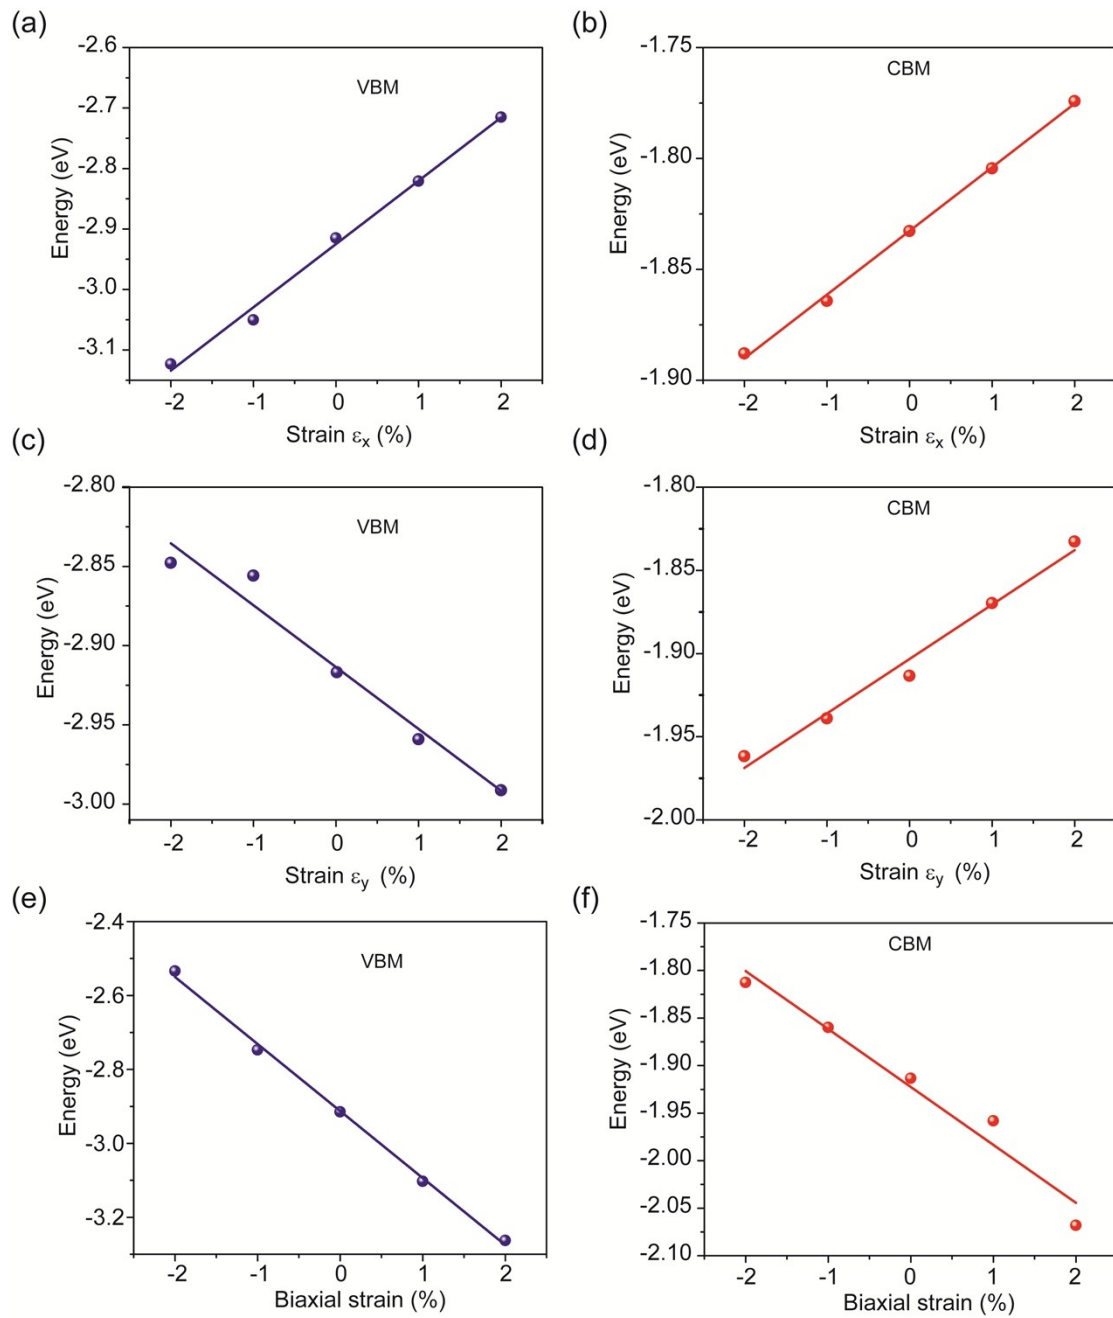 (a)
-2.6
-2.7
-2.8
-2.9
-3.0
-3.1
Energy (eV)
VBM
-2 -1 0 1 2
Strain εx (%)
(b)
-1.75
-1.80
-1.85
-1.90
Energy (eV)
CBM
-2 -1 0 1 2
Strain εx (%)
(c)
-2.80
-2.85
-2.90
-2.95
-3.00
Energy (eV)
VBM
-2 -1 0 1 2
Strain εy (%)
(d)
-1.80
-1.85
-1.90
-1.95
-2.00
Energy (eV)
CBM
-2 -1 0 1 2
Strain εy (%)
(e)
-2.4
-2.6
-2.8
-3.0
-3.2
Energy (eV)
VBM
-2 -1 0 1 2
Biaxial strain (%)
(f)
-1.75
-1.80
-1.85
-1.90
-1.95
-2.00
-2.05
-2.10
Energy (eV)
CBM
-2 -1 0 1 2
Biaxial strain (%)